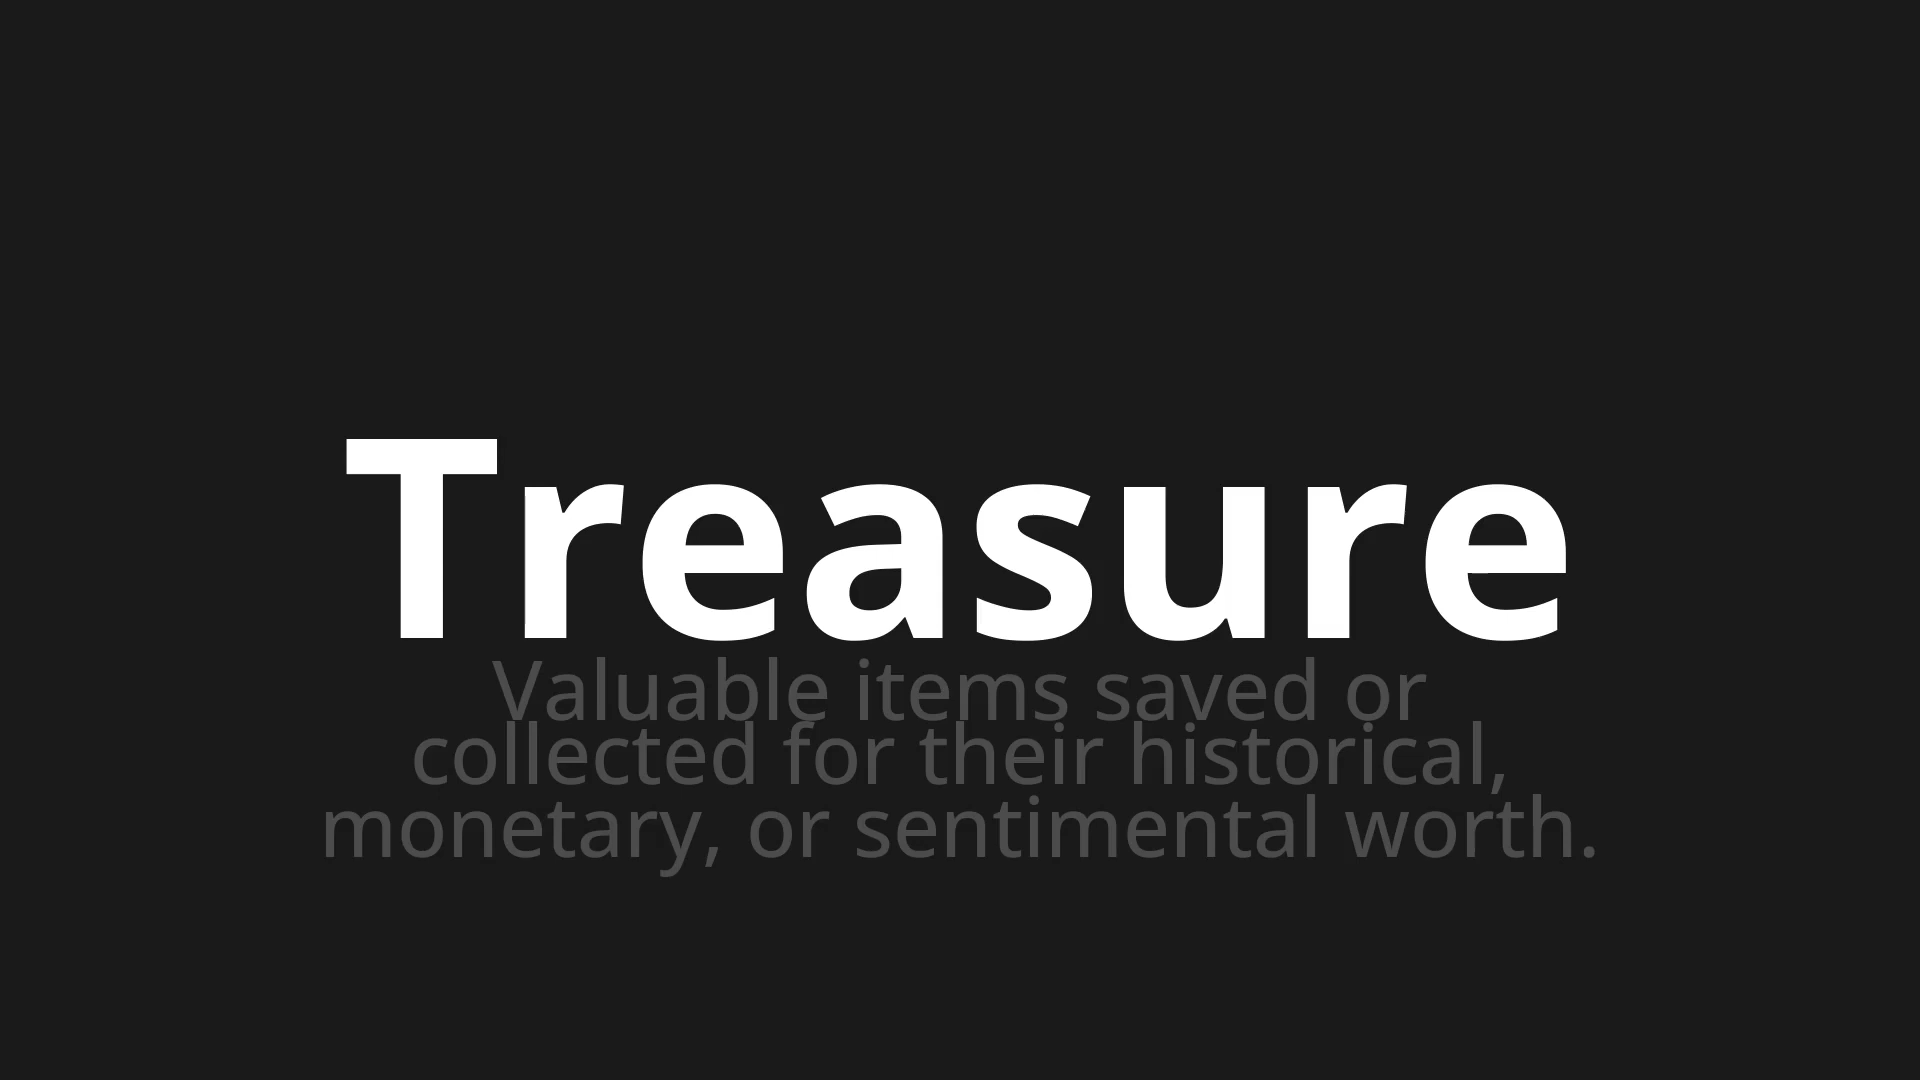 Treasure
Valuable items saved or
collected for their historical,
monetary, or sentimental worth.